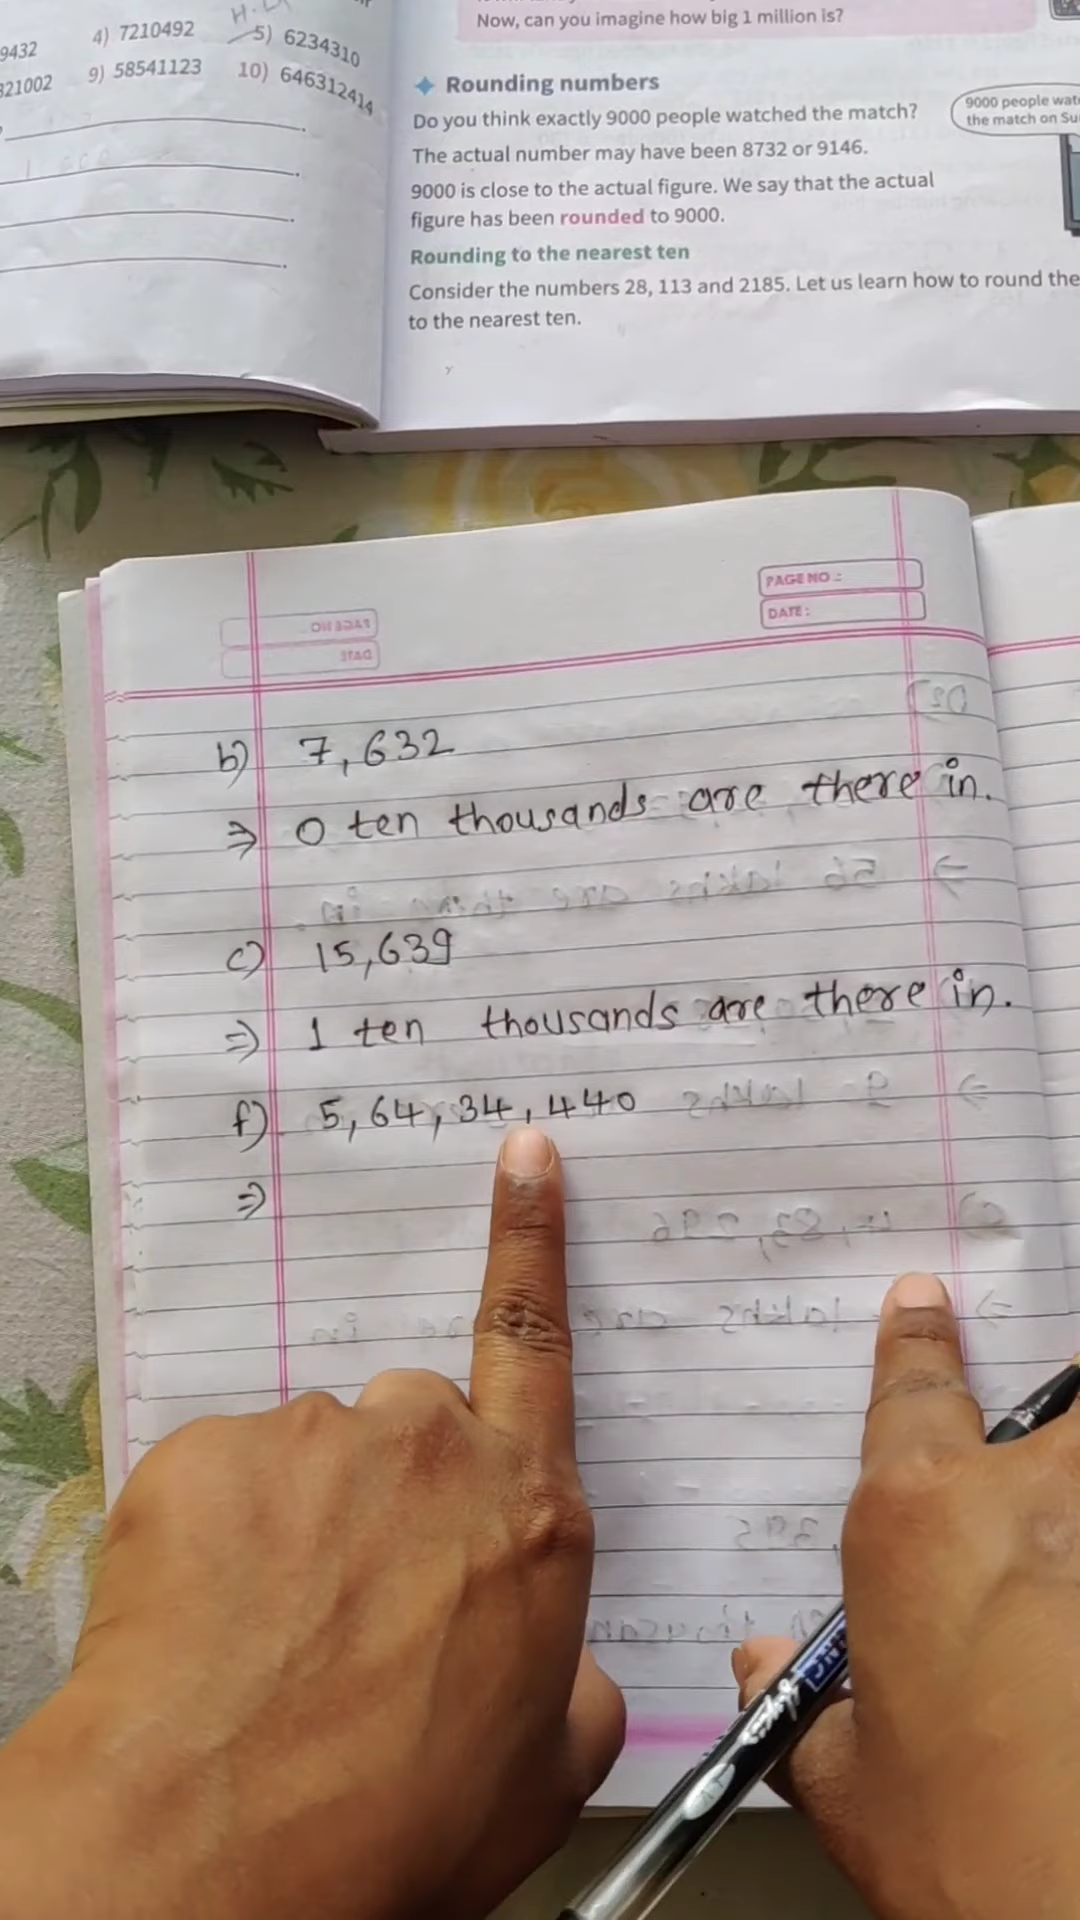 H.
9432
4) 7210492
5) 6234310
321002
9) 58541123
10) 646312414
Now, can you imagine how big 1 million is?
Rounding numbers
Do you think exactly 9000 people watched the match?
9000 people
the match on
The actual number may have been 8732 or 9146.
9000 is close to the actual figure. We say that the actual
figure has been rounded to 9000.
Rounding to the nearest ten
Consider the numbers 28, 113 and 2185. Let us learn how to round the
to the nearest ten.
PAGE NO :
DATE :
b) 7,632
⇒ 0 ten thousands are there in.
c) 15,639
⇒ 1 ten thousands are there in.
f) 5,64,34,440
⇒